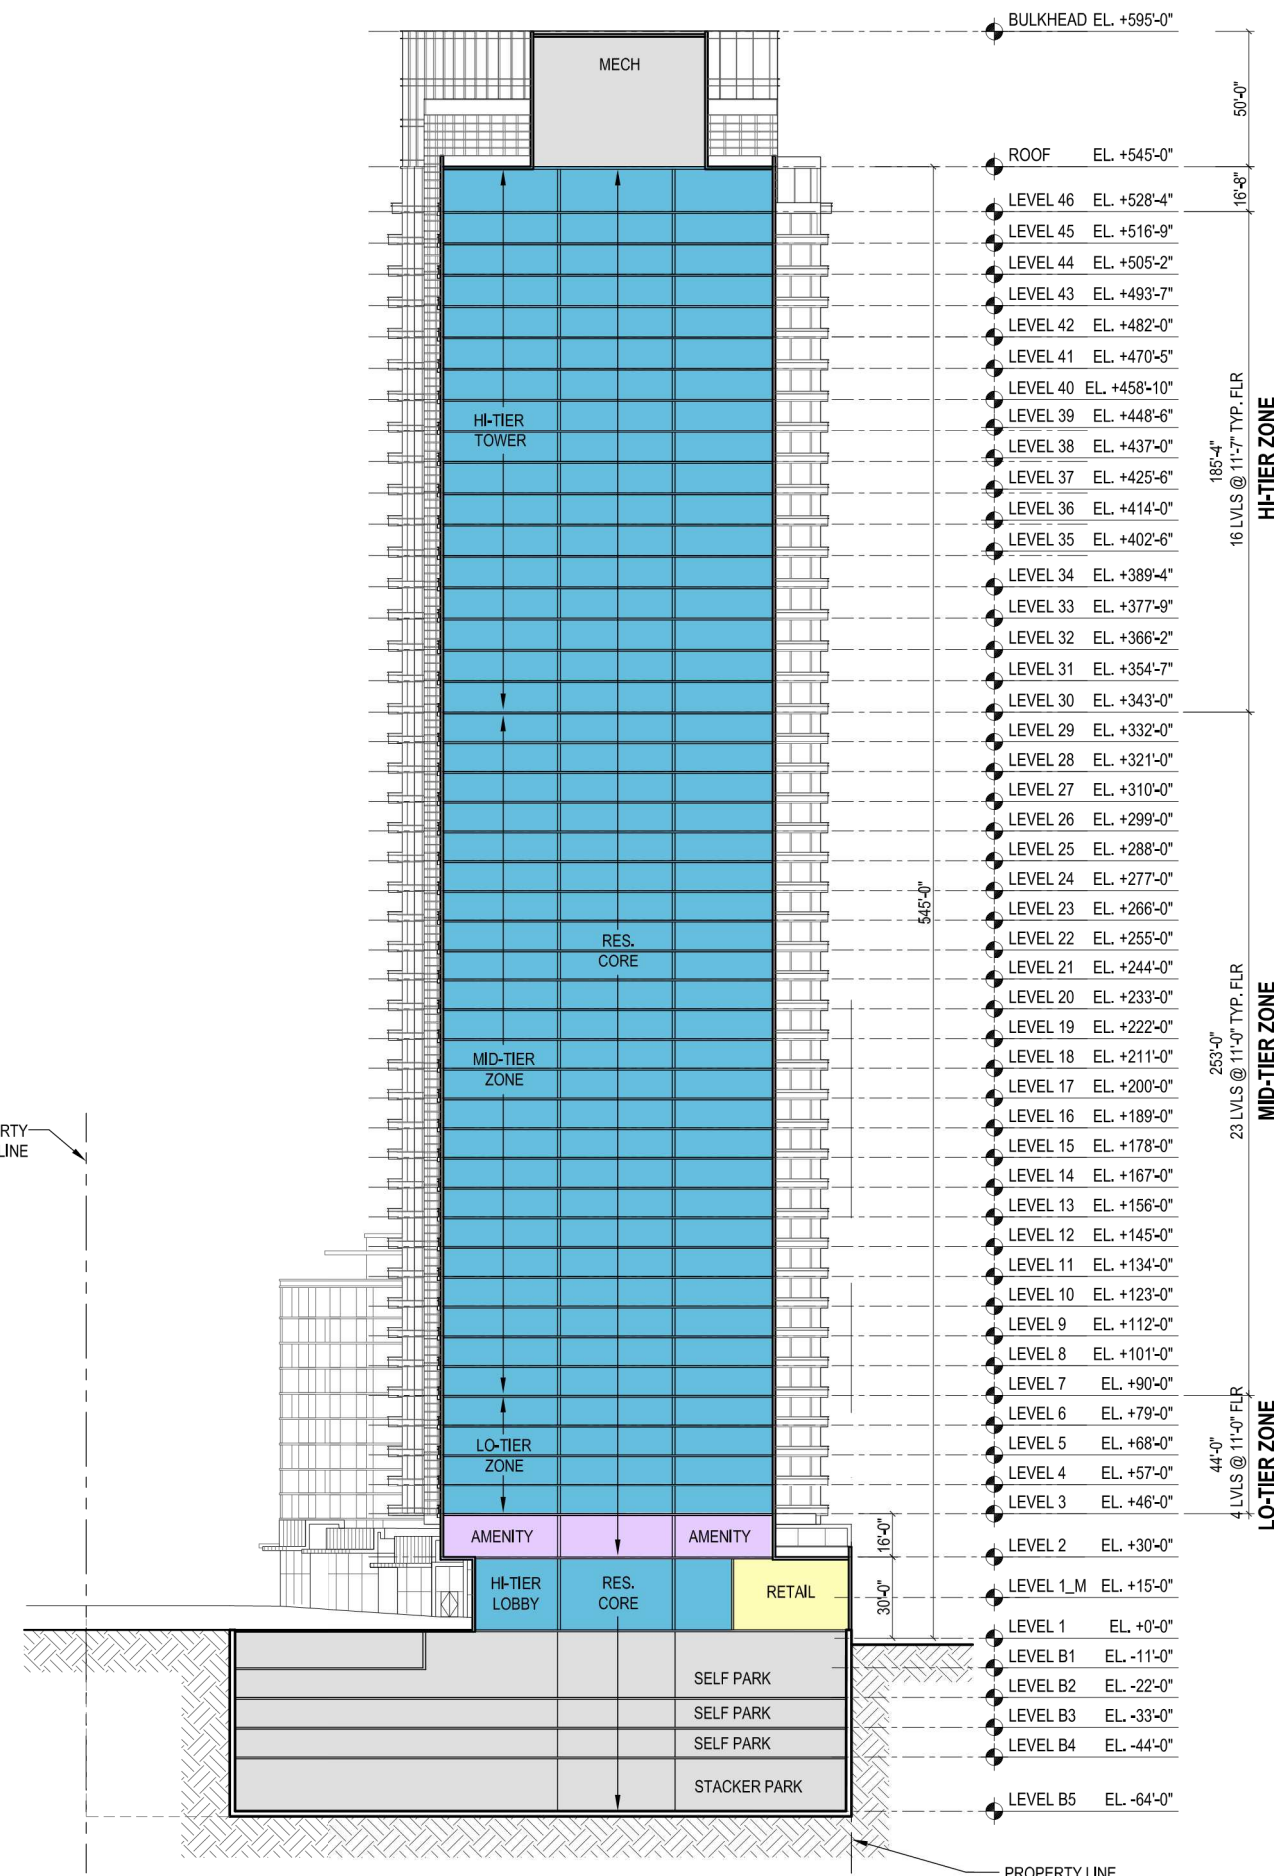 BULKHEAD EL. +595'-0"
MECH
50'-0"
ROOF EL. +545'-0"
16'-8"
LEVEL 46 EL. +528'-4"
LEVEL 45 EL. +516'-9"
LEVEL 44 EL. +505'-2"
LEVEL 43 EL. +493'-7"
LEVEL 42 EL. +482'-0"
LEVEL 41 EL. +470'-5"
LEVEL 40 EL. +458'-10"
LEVEL 39 EL. +448'-6"
LEVEL 38 EL. +437'-0"
LEVEL 37 EL. +425'-6"
LEVEL 36 EL. +414'-0"
LEVEL 35 EL. +402'-6"
LEVEL 34 EL. +389'-4"
LEVEL 33 EL. +377'-9"
LEVEL 32 EL. +366'-2"
LEVEL 31 EL. +354'-7"
LEVEL 30 EL. +343'-0"
HI-TIER
TOWER
185'-4"
16 LVLS @ 11'-7" TYP. FLR
HI-TIER ZONE
LEVEL 29 EL. +332'-0"
LEVEL 28 EL. +321'-0"
LEVEL 27 EL. +310'-0"
LEVEL 26 EL. +299'-0"
LEVEL 25 EL. +288'-0"
LEVEL 24 EL. +277'-0"
LEVEL 23 EL. +266'-0"
LEVEL 22 EL. +255'-0"
LEVEL 21 EL. +244'-0"
LEVEL 20 EL. +233'-0"
LEVEL 19 EL. +222'-0"
LEVEL 18 EL. +211'-0"
LEVEL 17 EL. +200'-0"
LEVEL 16 EL. +189'-0"
LEVEL 15 EL. +178'-0"
LEVEL 14 EL. +167'-0"
LEVEL 13 EL. +156'-0"
LEVEL 12 EL. +145'-0"
LEVEL 11 EL. +134'-0"
LEVEL 10 EL. +123'-0"
LEVEL 9 EL. +112'-0"
LEVEL 8 EL. +101'-0"
LEVEL 7 EL. +90'-0"
545'-0"
RES.
CORE
MID-TIER
ZONE
253'-0"
23 LVLS @ 11'-0" TYP. FLR
MID-TIER ZONE
RTY
LINE
LEVEL 6 EL. +79'-0"
LEVEL 5 EL. +68'-0"
LEVEL 4 EL. +57'-0"
LEVEL 3 EL. +46'-0"
LO-TIER
ZONE
44'-0"
4 LVLS @ 11'-0" FLR
LO-TIER ZONE
AMENITY
AMENITY
16'-0"
LEVEL 2 EL. +30'-0"
HI-TIER
LOBBY
RES.
CORE
RETAIL
30'-0"
LEVEL 1_M EL. +15'-0"
LEVEL 1 EL. +0'-0"
LEVEL B1 EL. -11'-0"
SELF PARK
LEVEL B2 EL. -22'-0"
SELF PARK
LEVEL B3 EL. -33'-0"
SELF PARK
LEVEL B4 EL. -44'-0"
STACKER PARK
LEVEL B5 EL. -64'-0"
PROPERTY LINE